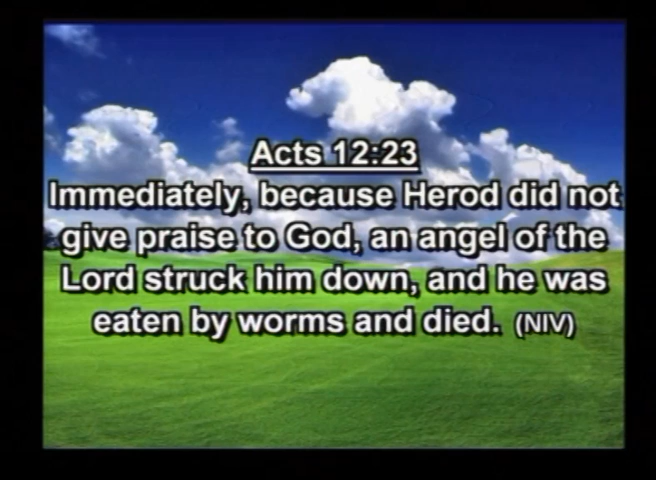 Acts 12:23
Immediately, because Herod did not
give praise to God, an angel of the
Lord struck him down, and he was
eaten by worms and died. (NIV)